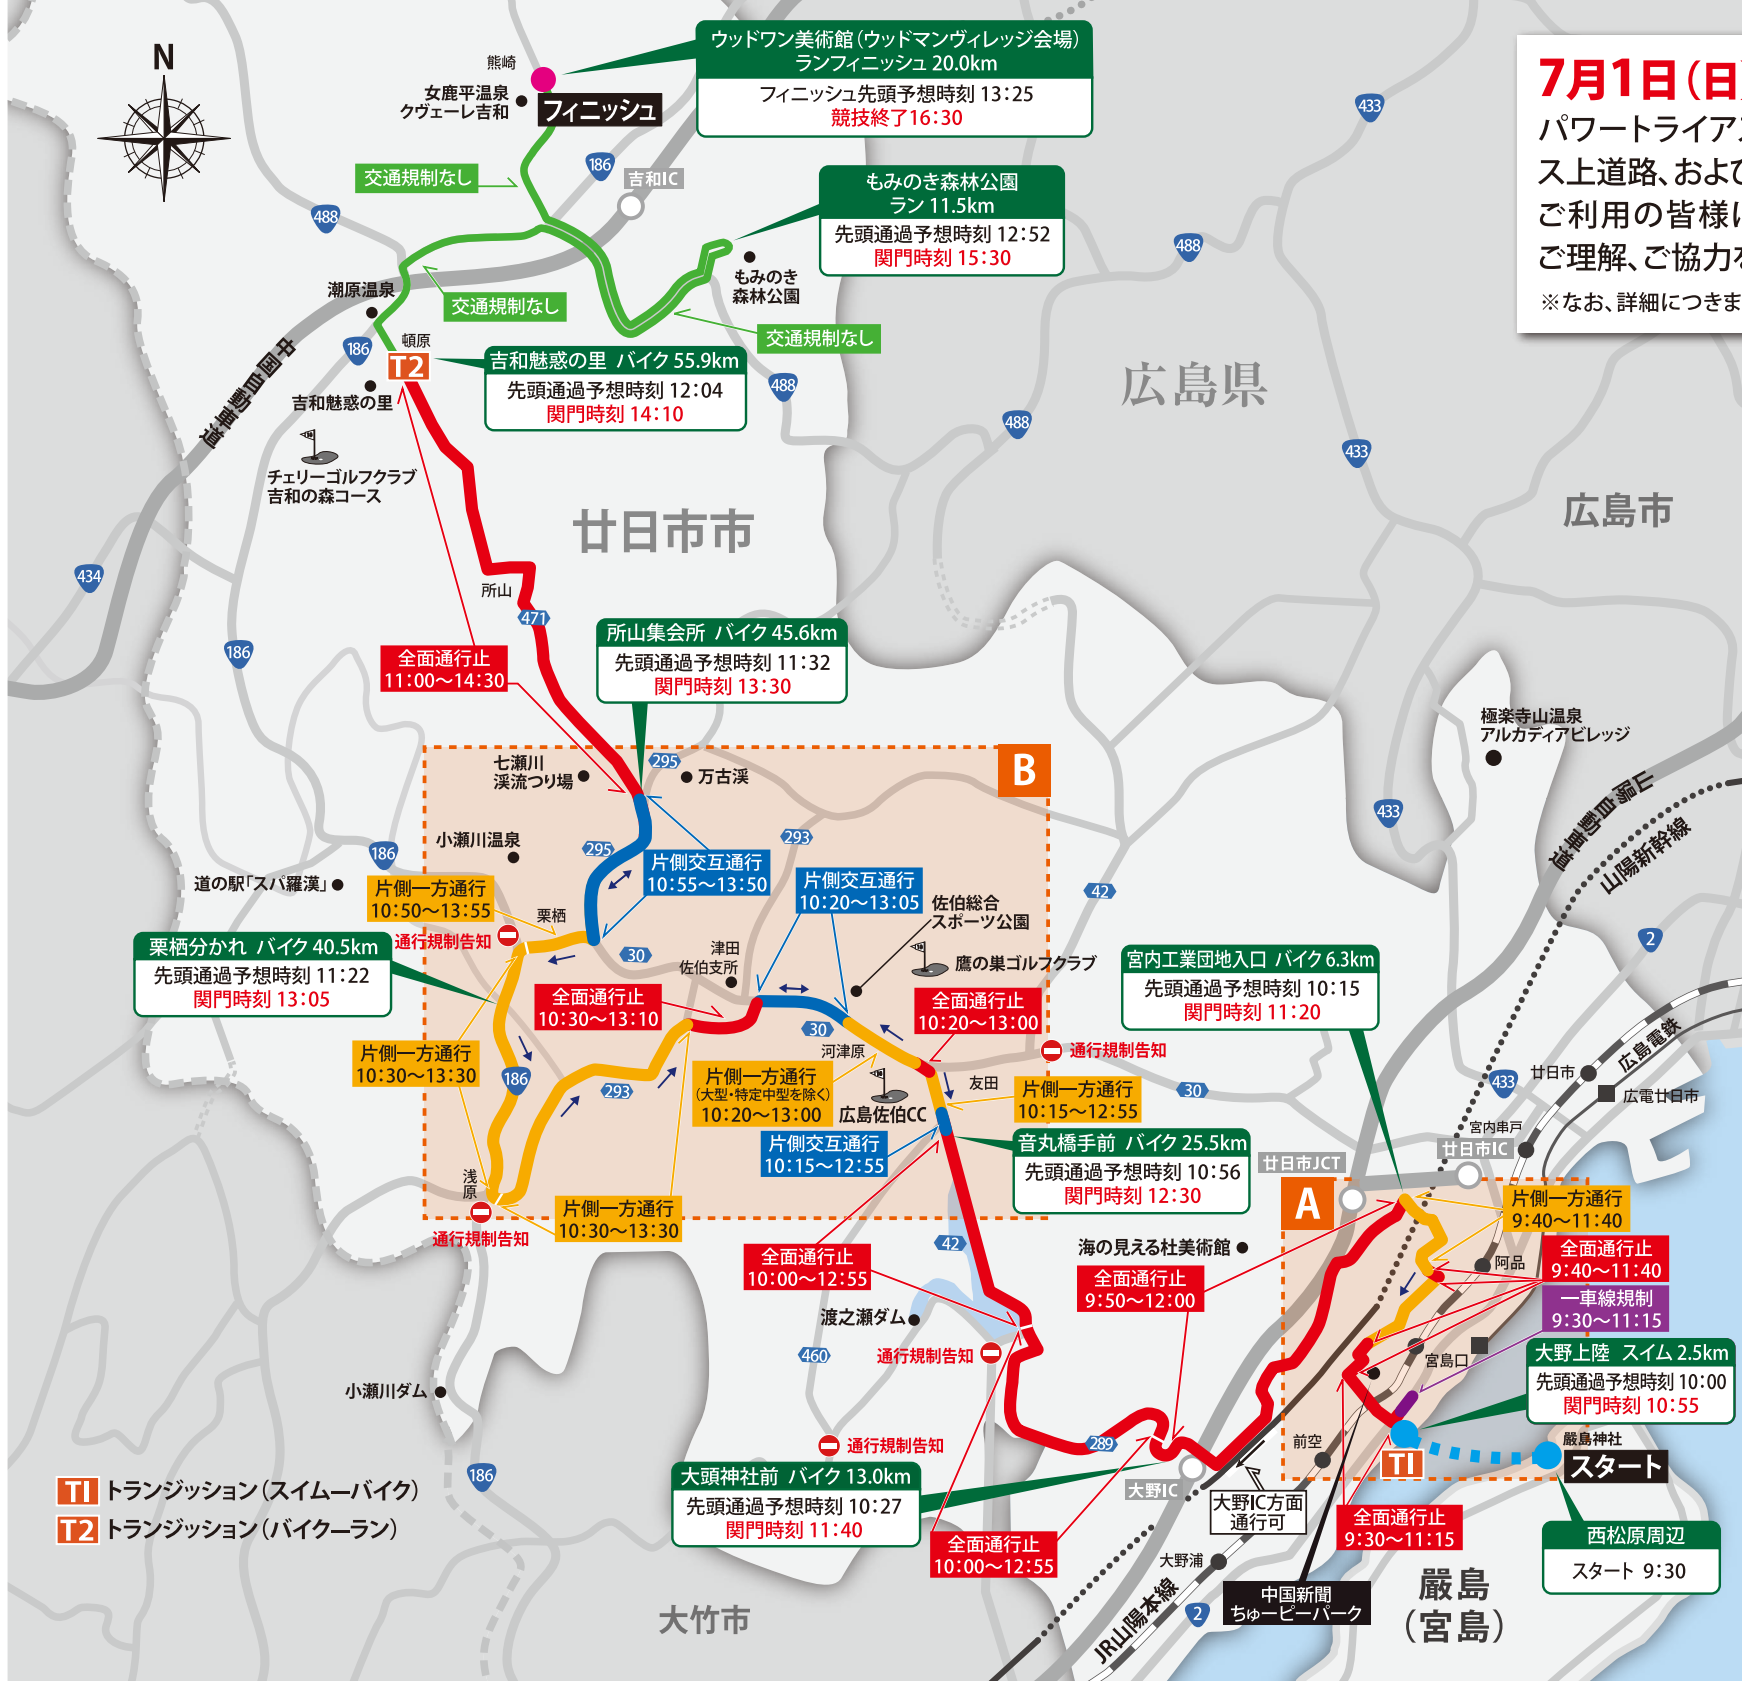 N
熊崎
女鹿平温泉
クヴェーレ吉和
フィニッシュ
ウッドワン美術館(ウッドマンヴィレッジ会場)
ランフィニッシュ 20.0km
フィニッシュ先頭予想時刻 13:25
競技終了16:30
7月1日(日)
パワートライア
ス上道路、および
ご利用の皆様に
ご理解、ご協力を
※なお、詳細につきま
433
交通規制なし
186
吉和IC
もみのき森林公園
ラン 11.5km
先頭通過予想時刻 12:52
関門時刻 15:30
488
488
もみのき
森林公園
潮原温泉
交通規制なし
交通規制なし
186
頓原
T2
吉和魅惑の里
吉和魅惑の里 バイク 55.9km
先頭通過予想時刻 12:04
関門時刻 14:10
488
488
433
広島県
中国自動車道
チェリーゴルフクラブ
吉和の森コース
廿日市市
広島市
434
所山
471
186
全面通行止
11:00〜14:30
所山集会所 バイク 45.6km
先頭通過予想時刻 11:32
関門時刻 13:30
極楽寺山温泉
アルカディアビレッジ
B
七瀬川
渓流つり場
295
万古渓
山陽自動車道
433
山陽新幹線
小瀬川温泉
293
186
295
片側交互通行
10:55〜13:50
道の駅「スパ羅漢」
片側一方通行
10:50〜13:55
片側交互通行
10:20〜13:05
42
佐伯総合
スポーツ公園
栗栖
通行規制告知
栗栖分かれ バイク 40.5km
先頭通過予想時刻 11:22
関門時刻 13:05
30
津田
佐伯支所
鷹の巣ゴルフクラブ
宮内工業団地入口 バイク 6.3km
先頭通過予想時刻 10:15
関門時刻 11:20
2
全面通行止
10:30〜13:10
全面通行止
10:20〜13:00
30
河津原
通行規制告知
広島電鉄
片側一方通行
10:30〜13:30
186
293
片側一方通行
(大型・特定中型を除く)
10:20〜13:00
広島佐伯CC
友田
片側一方通行
10:15〜12:55
30
廿日市
433
広電廿日市
宮内串戸
片側交互通行
10:15〜12:55
音丸橋手前 バイク 25.5km
先頭通過予想時刻 10:56
関門時刻 12:30
廿日市JCT
廿日市IC
浅
原
通行規制告知
片側一方通行
10:30〜13:30
A
片側一方通行
9:40〜11:40
42
海の見える杜美術館
全面通行止
10:00〜12:55
全面通行止
9:50〜12:00
阿品
全面通行止
9:40〜11:40
一車線規制
9:30〜11:15
渡之瀬ダム
通行規制告知
460
宮島口
大野上陸 スイム 2.5km
先頭通過予想時刻 10:00
関門時刻 10:55
小瀬川ダム
通行規制告知
289
前空
T1
厳島神社
スタート
186
大頭神社前 バイク 13.0km
先頭通過予想時刻 10:27
関門時刻 11:40
大野IC
大野IC方面
通行可
T1 トランジッション(スイム―バイク)
T2 トランジッション(バイク―ラン)
全面通行止
10:00〜12:55
全面通行止
9:30〜11:15
西松原周辺
スタート 9:30
大野浦
中国新聞
ちゅーピーパーク
2
JR山陽本線
大竹市
厳島
(宮島)